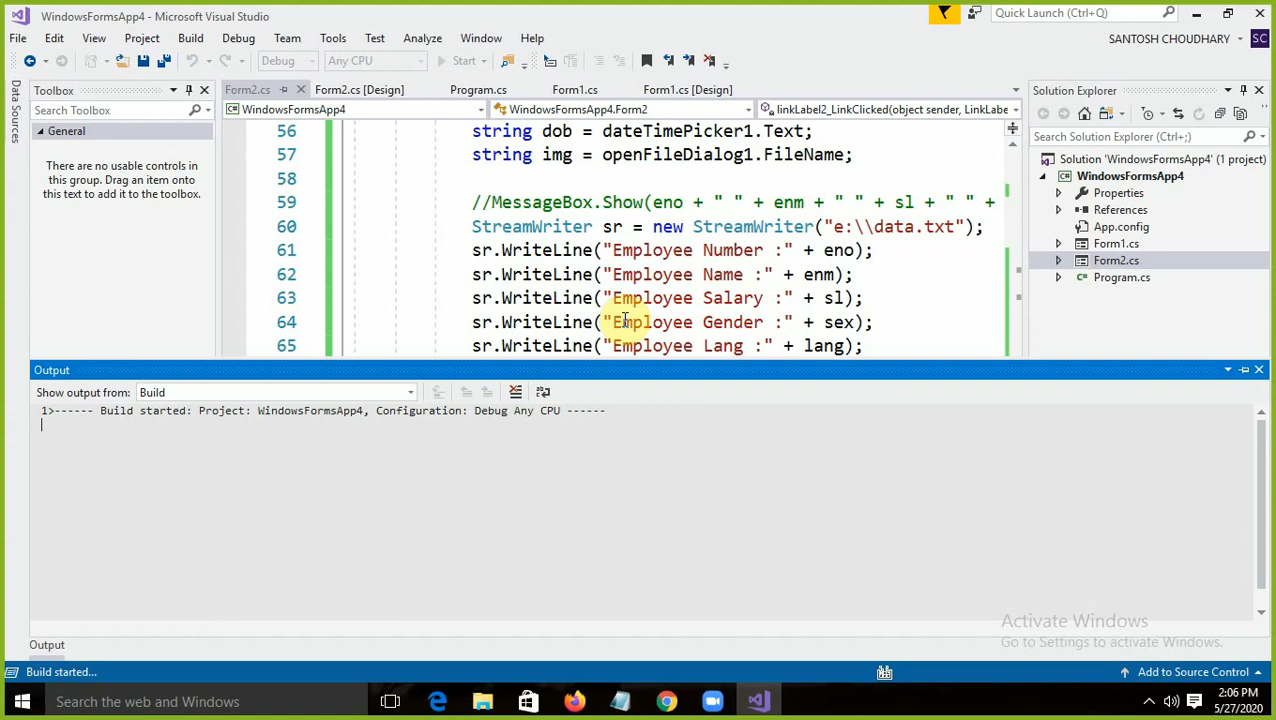 WindowsFormsApp4 - Microsoft Visual Studio
Quick Launch (Ctrl+Q)
File Edit View Project Build Debug Team Tools Test Analyze Window Help
SANTOSH CHOUDHARY SC
Debug Any CPU Start
Data Sources
Toolbox
Search Toolbox
General
There are no usable controls in
this group. Drag an item onto
this text to add it to the toolbox.
Form2.cs Form2.cs [Design] Program.cs Form1.cs Form1.cs [Design]
WindowsFormsApp4 WindowsFormsApp4.Form2 linkLabel2_LinkClicked(object sender, LinkLabe
56 string dob = dateTimePicker1.Text;
57 string img = openFileDialog1.FileName;
58
59 //MessageBox.Show(eno + " " + enm + " " + sl + " " +
60 StreamWriter sr = new StreamWriter("e:\\data.txt");
61 sr.WriteLine("Employee Number :" + eno);
62 sr.WriteLine("Employee Name :" + enm);
63 sr.WriteLine("Employee Salary :" + sl);
64 sr.WriteLine("Employee Gender :" + sex);
65 sr.WriteLine("Employee Lang :" + lang);
Solution Explorer
Search Solution Explorer (Ctrl+;)
Solution 'WindowsFormsApp4' (1 project)
WindowsFormsApp4
Properties
References
App.config
Form1.cs
Form2.cs
Program.cs
Output
Show output from: Build
1>------ Build started: Project: WindowsFormsApp4, Configuration: Debug Any CPU ------
Activate Windows
Go to Settings to activate Windows.
Output
Build started...
Add to Source Control
Search the web and Windows
2:06 PM
5/27/2020